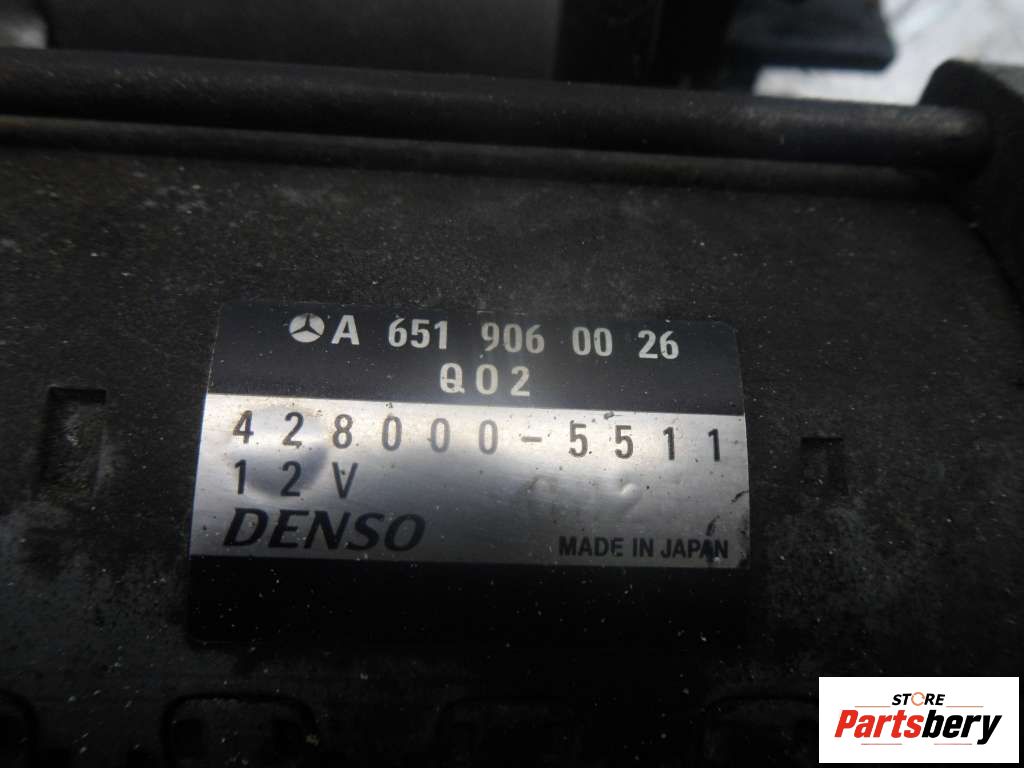 A 651 906 00 26
Q02
428000-5511
12V
DENSO
MADE IN JAPAN
STORE
Partsbery